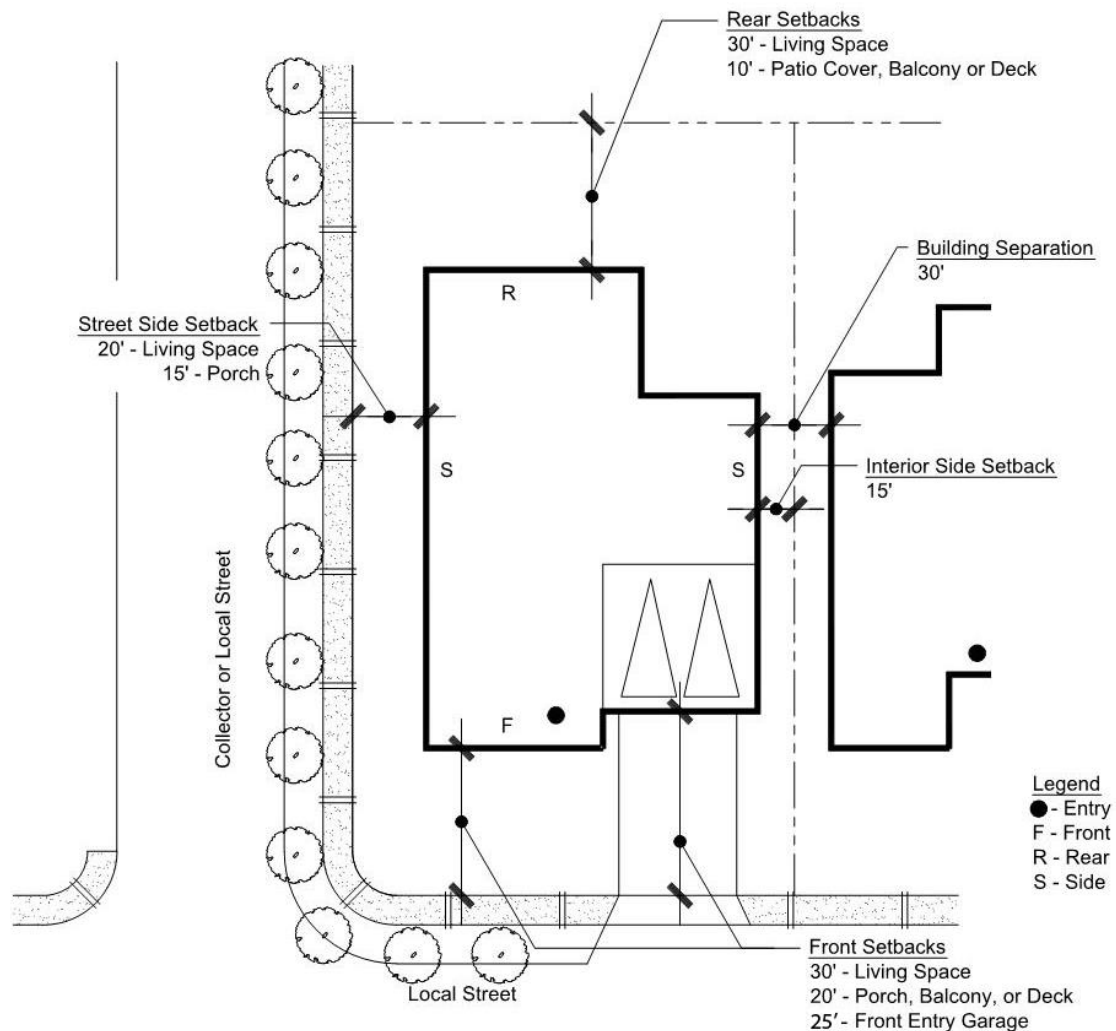 Rear Setbacks
30' - Living Space
10' - Patio Cover, Balcony or Deck
Building Separation
30'
R
Street Side Setback
20' - Living Space
15' - Porch
S
S
Interior Side Setback
15'
Collector or Local Street
F
Legend
- Entry
F - Front
R - Rear
S - Side
Front Setbacks
30' - Living Space
20' - Porch, Balcony, or Deck
25' - Front Entry Garage
Local Street